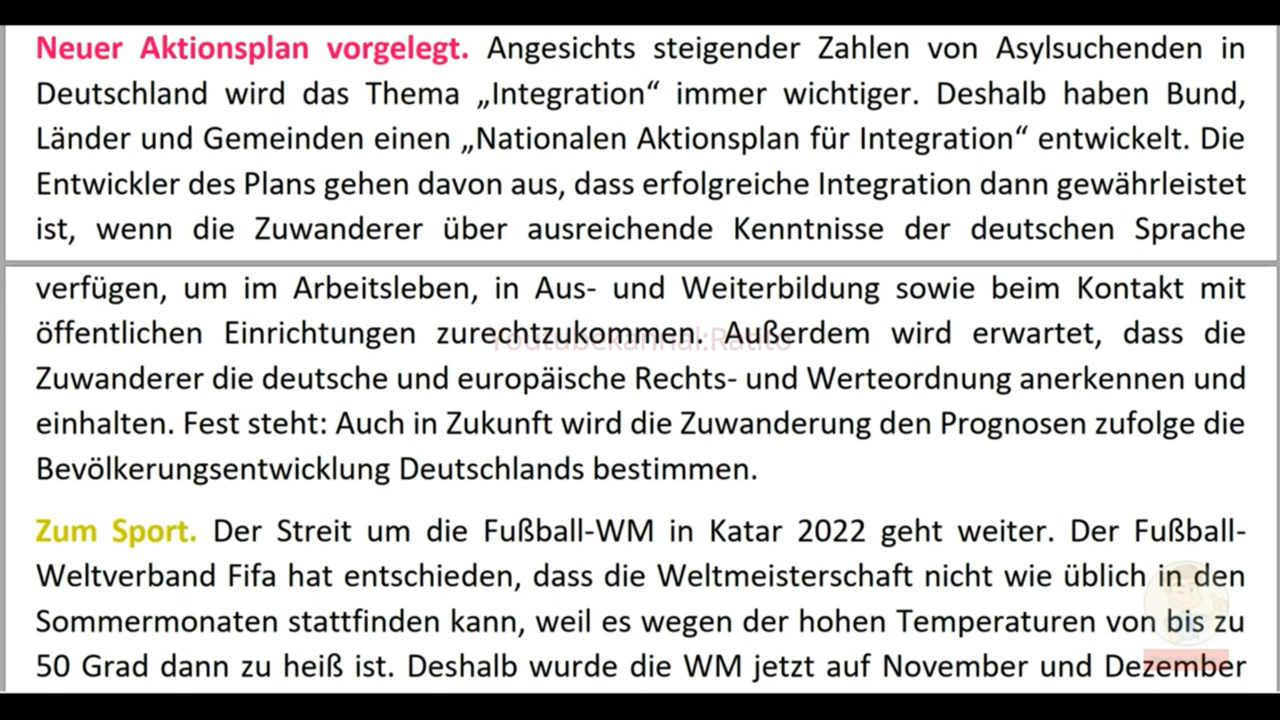 Neuer Aktionsplan vorgelegt. Angesichts steigender Zahlen von Asylsuchenden in
Deutschland wird das Thema „Integration“ immer wichtiger. Deshalb haben Bund,
Länder und Gemeinden einen „Nationalen Aktionsplan für Integration“ entwickelt. Die
Entwickler des Plans gehen davon aus, dass erfolgreiche Integration dann gewährleistet
ist, wenn die Zuwanderer über ausreichende Kenntnisse der deutschen Sprache
verfügen, um im Arbeitsleben, in Aus- und Weiterbildung sowie beim Kontakt mit
öffentlichen Einrichtungen zurechtzukommen. Außerdem wird erwartet, dass die
Zuwanderer die deutsche und europäische Rechts- und Werteordnung anerkennen und
einhalten. Fest steht: Auch in Zukunft wird die Zuwanderung den Prognosen zufolge die
Bevölkerungsentwicklung Deutschlands bestimmen.
Zum Sport. Der Streit um die Fußball-WM in Katar 2022 geht weiter. Der Fußball-
Weltverband Fifa hat entschieden, dass die Weltmeisterschaft nicht wie üblich in den
Sommermonaten stattfinden kann, weil es wegen der hohen Temperaturen von bis zu
50 Grad dann zu heiß ist. Deshalb wurde die WM jetzt auf November und Dezember